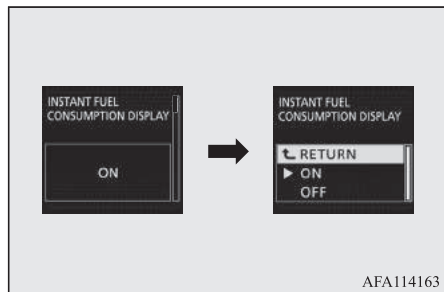 INSTANT FUEL
CONSUMPTION DISPLAY
ON
INSTANT FUEL
CONSUMPTION DISPLAY
RETURN
ON
OFF
AFA114163